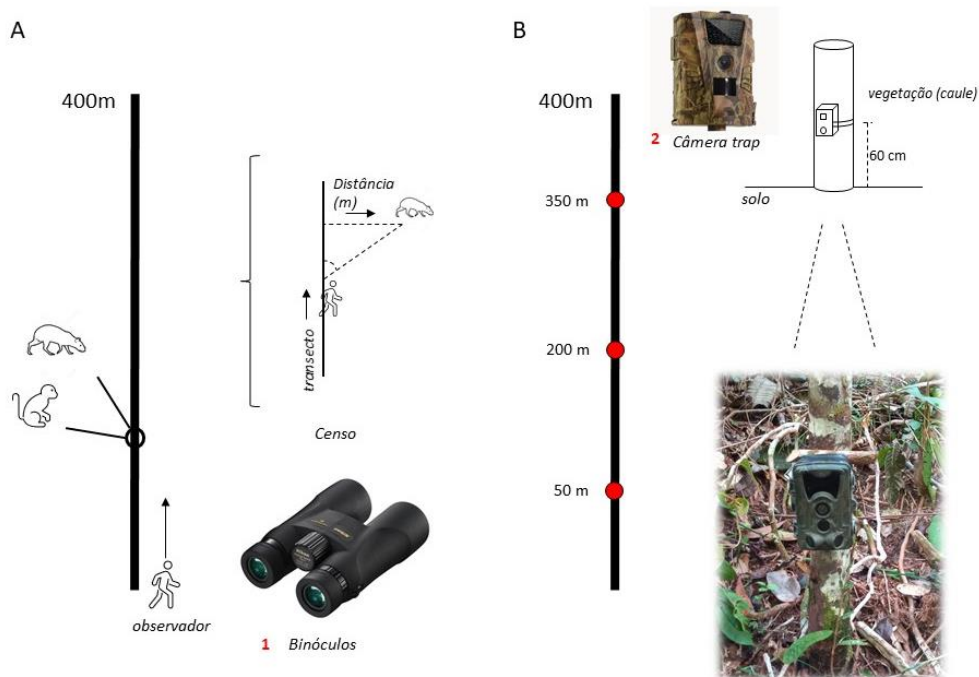 A
400m
Distância
(m)
transecto
Censo
observador
1 Binóculos
B
400m
350 m
200 m
50 m
2 Câmera trap
vegetação (caule)
60 cm
solo